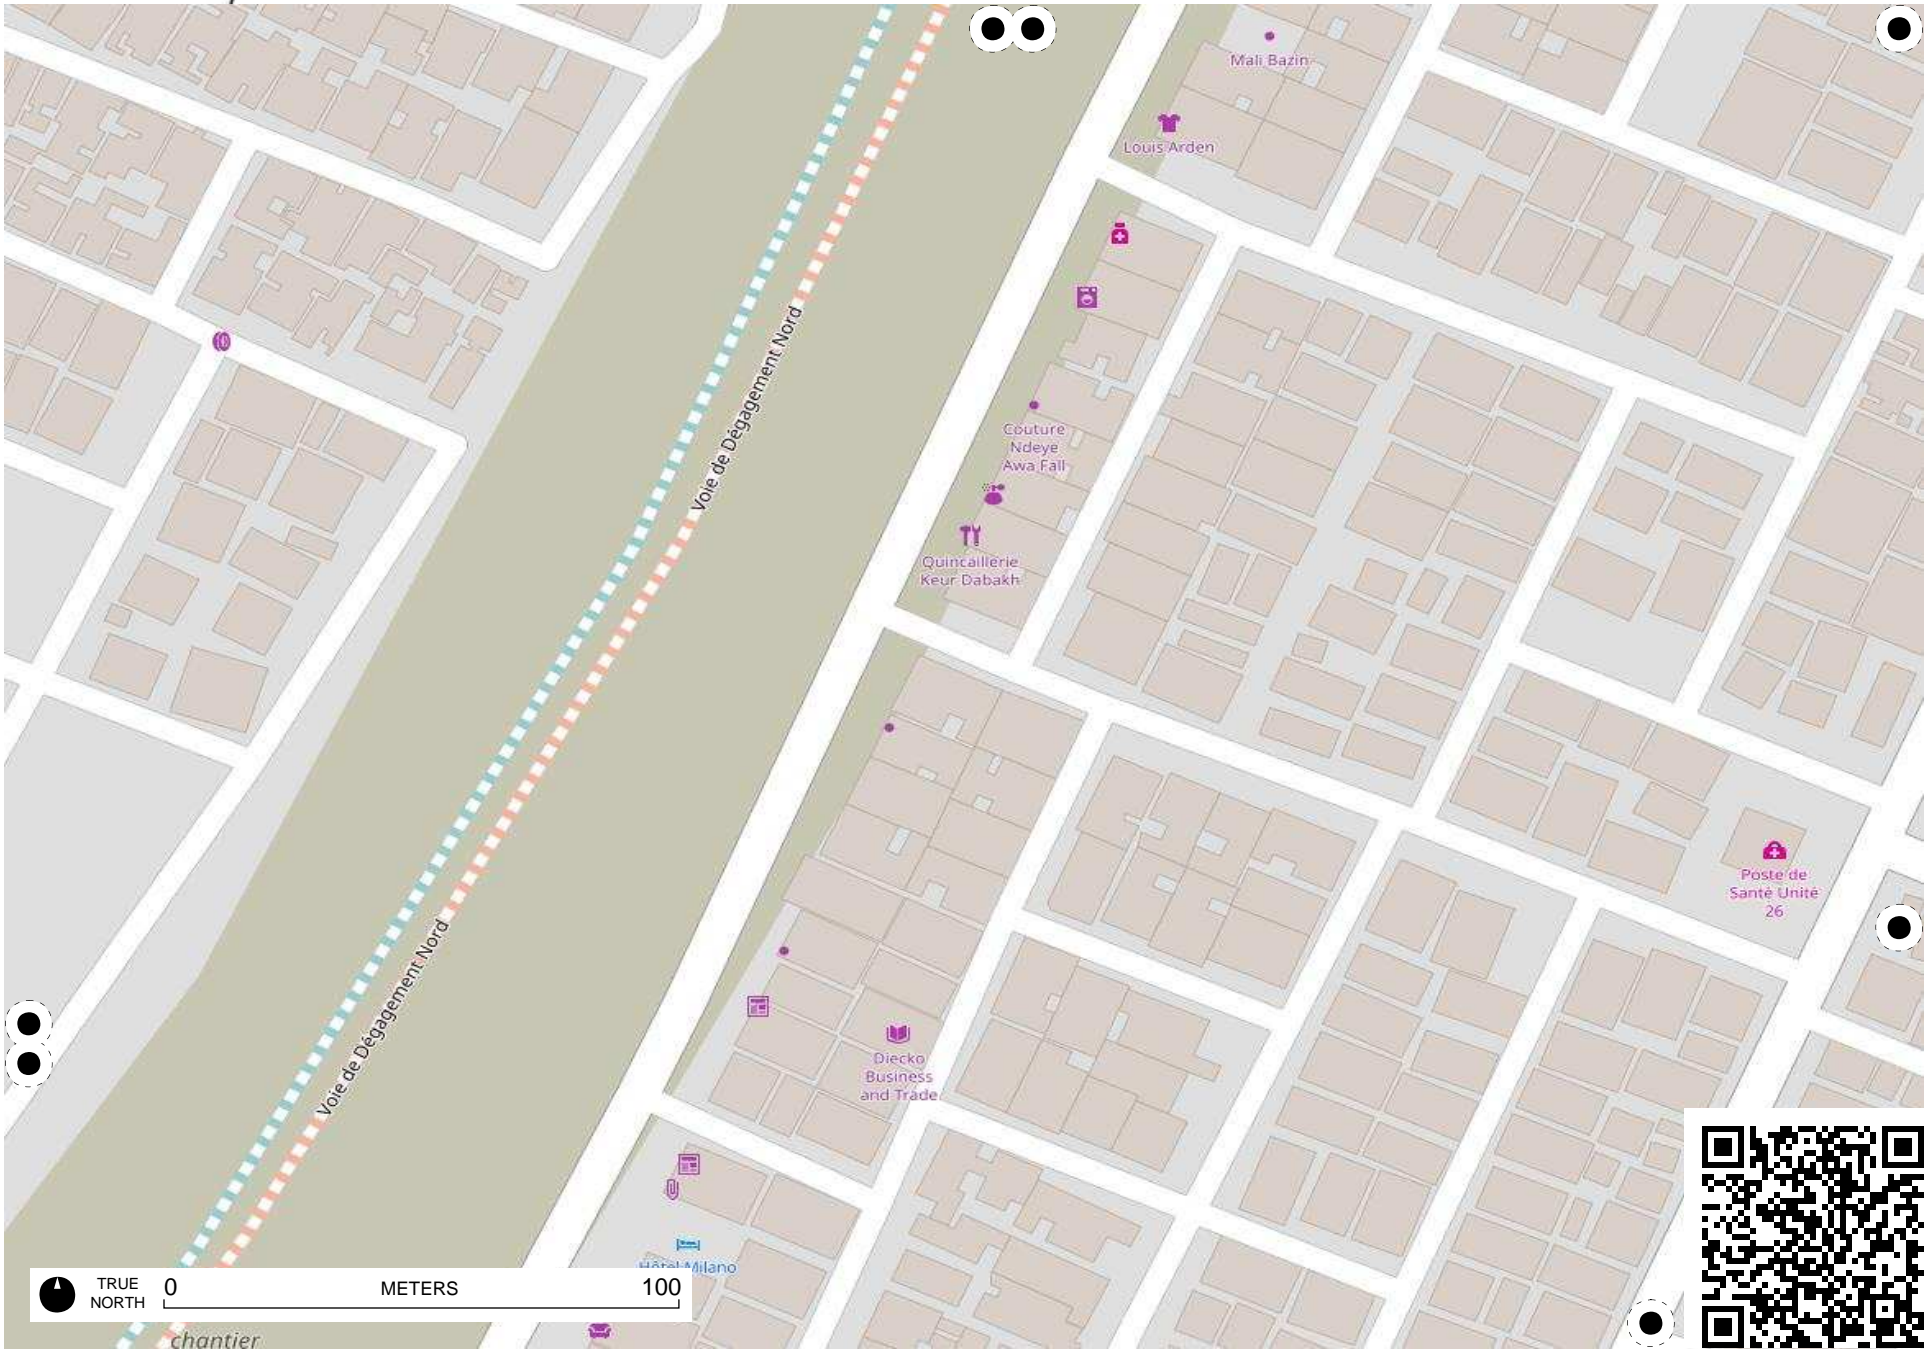 Mali Bazin
Louis Arden
Voie de Dégagement Nord
Couture
Ndeye
Awa Fall
Quincaillerie
Keur Dabakh
Poste de
Santé Unité
26
Voie de Dégagement Nord
Diecko
Business
and Trade
Hôtel Milano
TRUE
NORTH
0
METERS
100
chantier